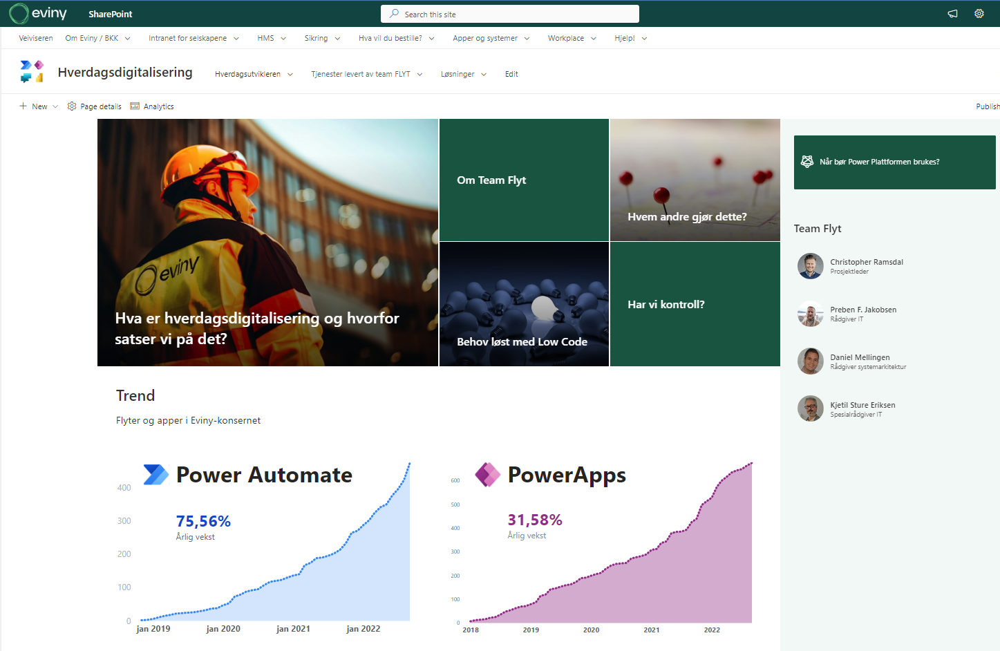 eviny SharePoint Search this site
Veiviseren Om Eviny / BKK Intranet for selskapene HMS Sikring Hva vil du bestille? Apper og systemer Workplace Hjelp!
Hverdagsdigitalisering Hverdagsutvikleren Tjenester levert av team FLYT Løsninger Edit
New Page details Analytics Publish
eviny
Hva er hverdagsdigitalisering og hvorfor
satser vi på det?
Om Team Flyt
Hvem andre gjør dette?
Behov løst med Low Code
Har vi kontroll?
Når bør Power Plattformen brukes?
Team Flyt
Christopher Ramsdal
Prosjektleder
Preben F. Jakobsen
Rådgiver IT
Daniel Mellingen
Rådgiver systemarkitektur
Kjetil Sture Eriksen
Spesialrådgiver IT
Trend
Flyter og apper i Eviny-konsernet
Power Automate
75,56%
Årlig vekst
400
300
200
100
0
jan 2019 jan 2020 jan 2021 jan 2022
PowerApps
31,58%
Årlig vekst
600
500
400
300
200
100
0
2018 2019 2020 2021 2022